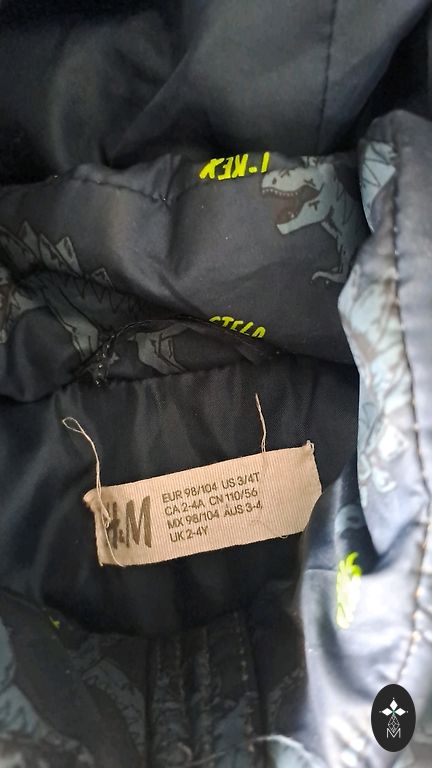 T-REX
STEGO
H&M
EUR 98/104 US 3/4T
CA 2-4A CN 110/56
MX 98/104 AUS 3-4
UK 2-4Y
M